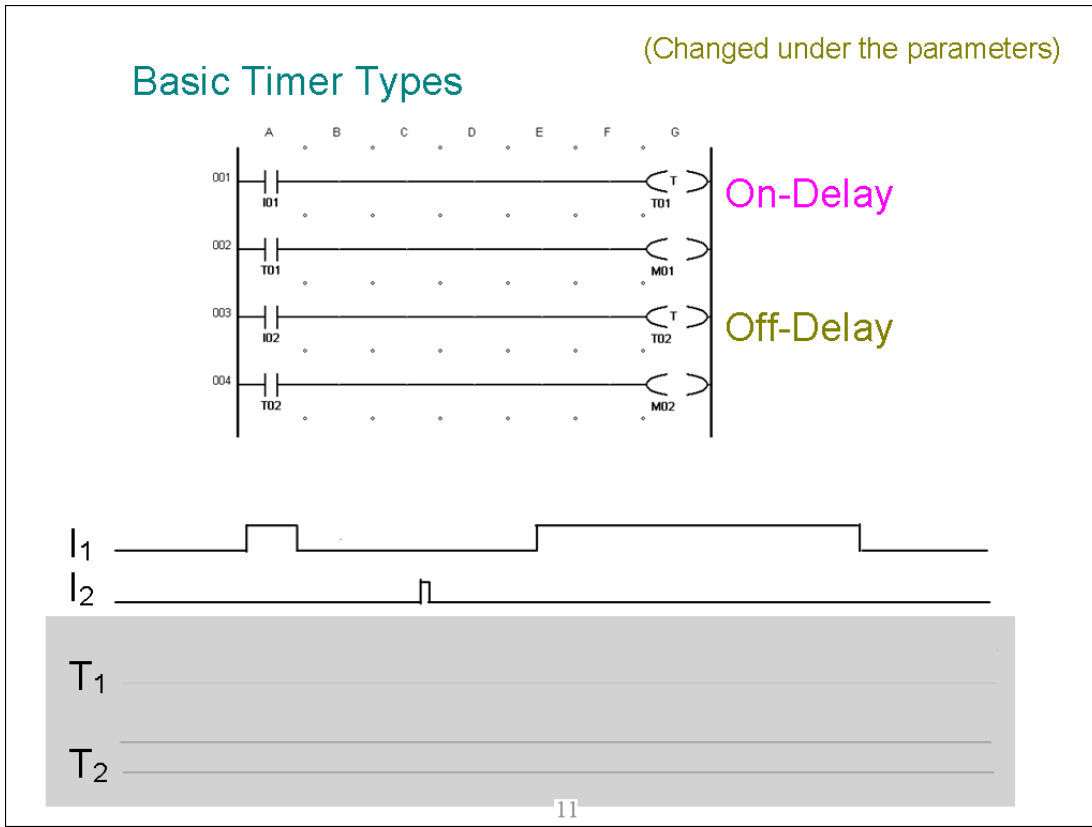 (Changed under the parameters)
Basic Timer Types
A B C D E F G
001
I01
T
T01
On-Delay
002
T01
M01
003
I02
T
T02
Off-Delay
004
T02
M02
I1
I2
T1
T2
11